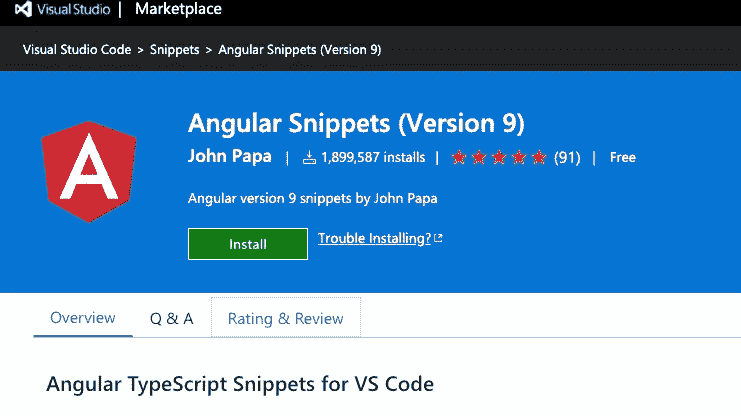 Visual Studio | Marketplace
Visual Studio Code > Snippets > Angular Snippets (Version 9)
Angular Snippets (Version 9)
John Papa | 1,899,587 installs | (91) | Free
Angular version 9 snippets by John Papa
Install Trouble Installing?
Overview Q & A Rating & Review
Angular TypeScript Snippets for VS Code